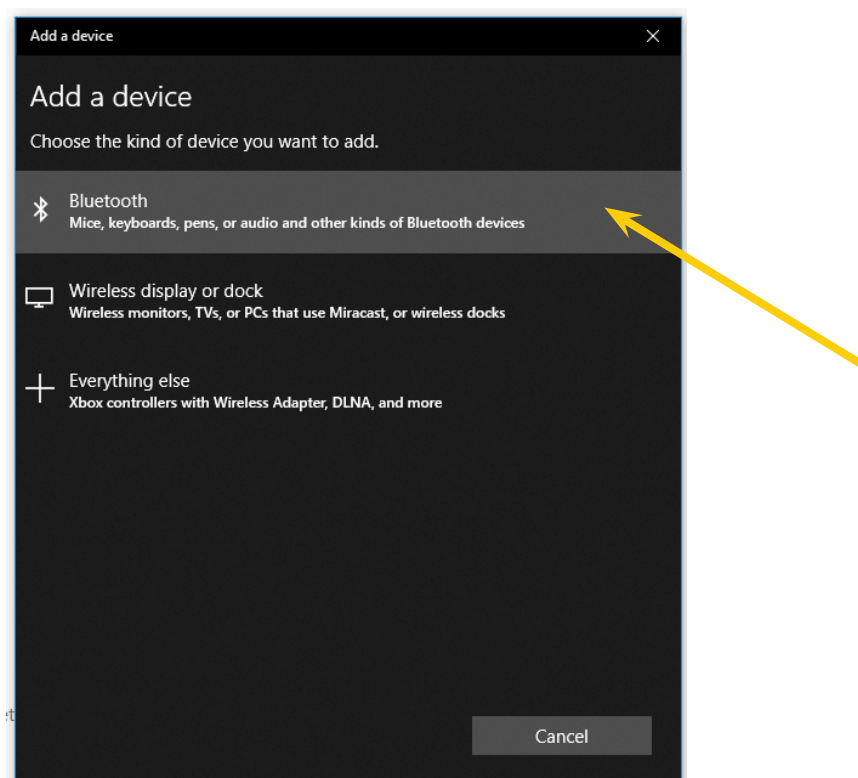 Add a device
Add a device
Choose the kind of device you want to add.
Bluetooth
Mice, keyboards, pens, or audio and other kinds of Bluetooth devices
Wireless display or dock
Wireless monitors, TVs, or PCs that use Miracast, or wireless docks
Everything else
Xbox controllers with Wireless Adapter, DLNA, and more
Cancel